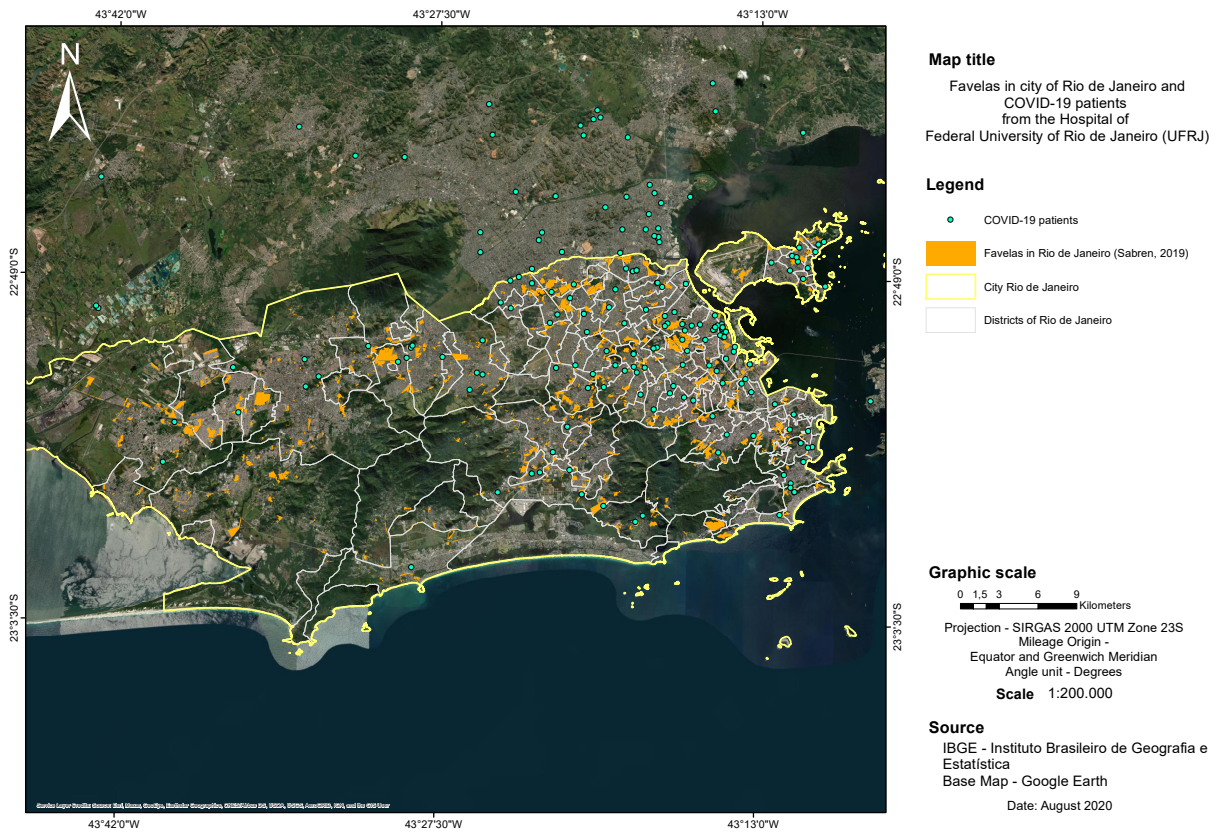 43°42'0"W
43°27'30"W
43°13'0"W
N
22°49'0"S
22°49'0"S
23°3'30"S
23°3'30"S
43°42'0"W
43°27'30"W
43°13'0"W
Map title
Favelas in city of Rio de Janeiro and
COVID-19 patients
from the Hospital of
Federal University of Rio de Janeiro (UFRJ)
Legend
COVID-19 patients
Favelas in Rio de Janeiro (Sabren, 2019)
City Rio de Janeiro
Districts of Rio de Janeiro
Graphic scale
0 1,5 3 6 9
Kilometers
Projection - SIRGAS 2000 UTM Zone 23S
Mileage Origin -
Equator and Greenwich Meridian
Angle unit - Degrees
Scale 1:200.000
Source
IBGE - Instituto Brasileiro de Geografia e
Estatística
Base Map - Google Earth
Date: August 2020